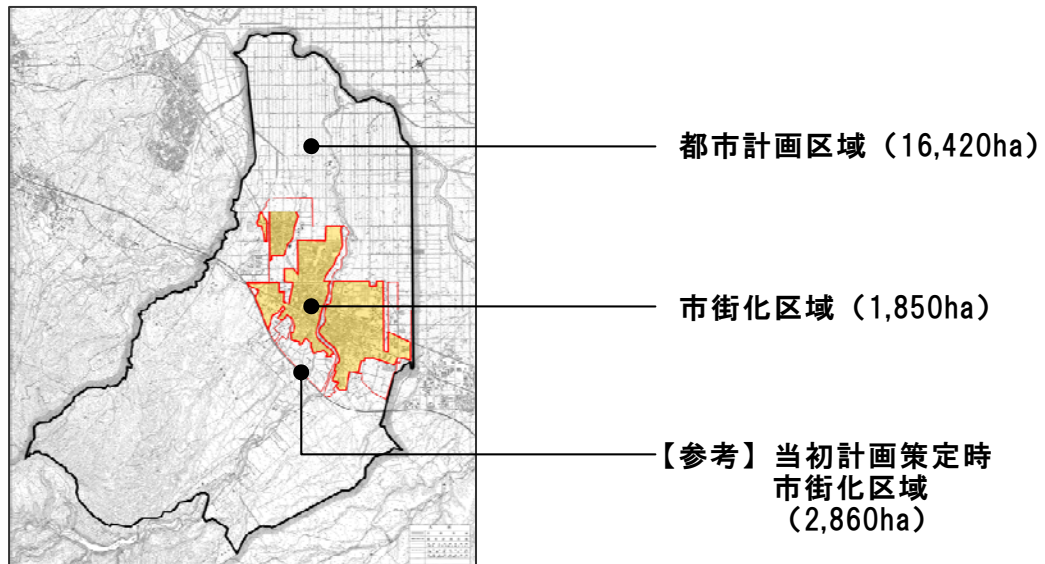 都市計画区域（16,420ha）
市街化区域（1,850ha）
【参考】当初計画策定時
市街化区域
（2,860ha）